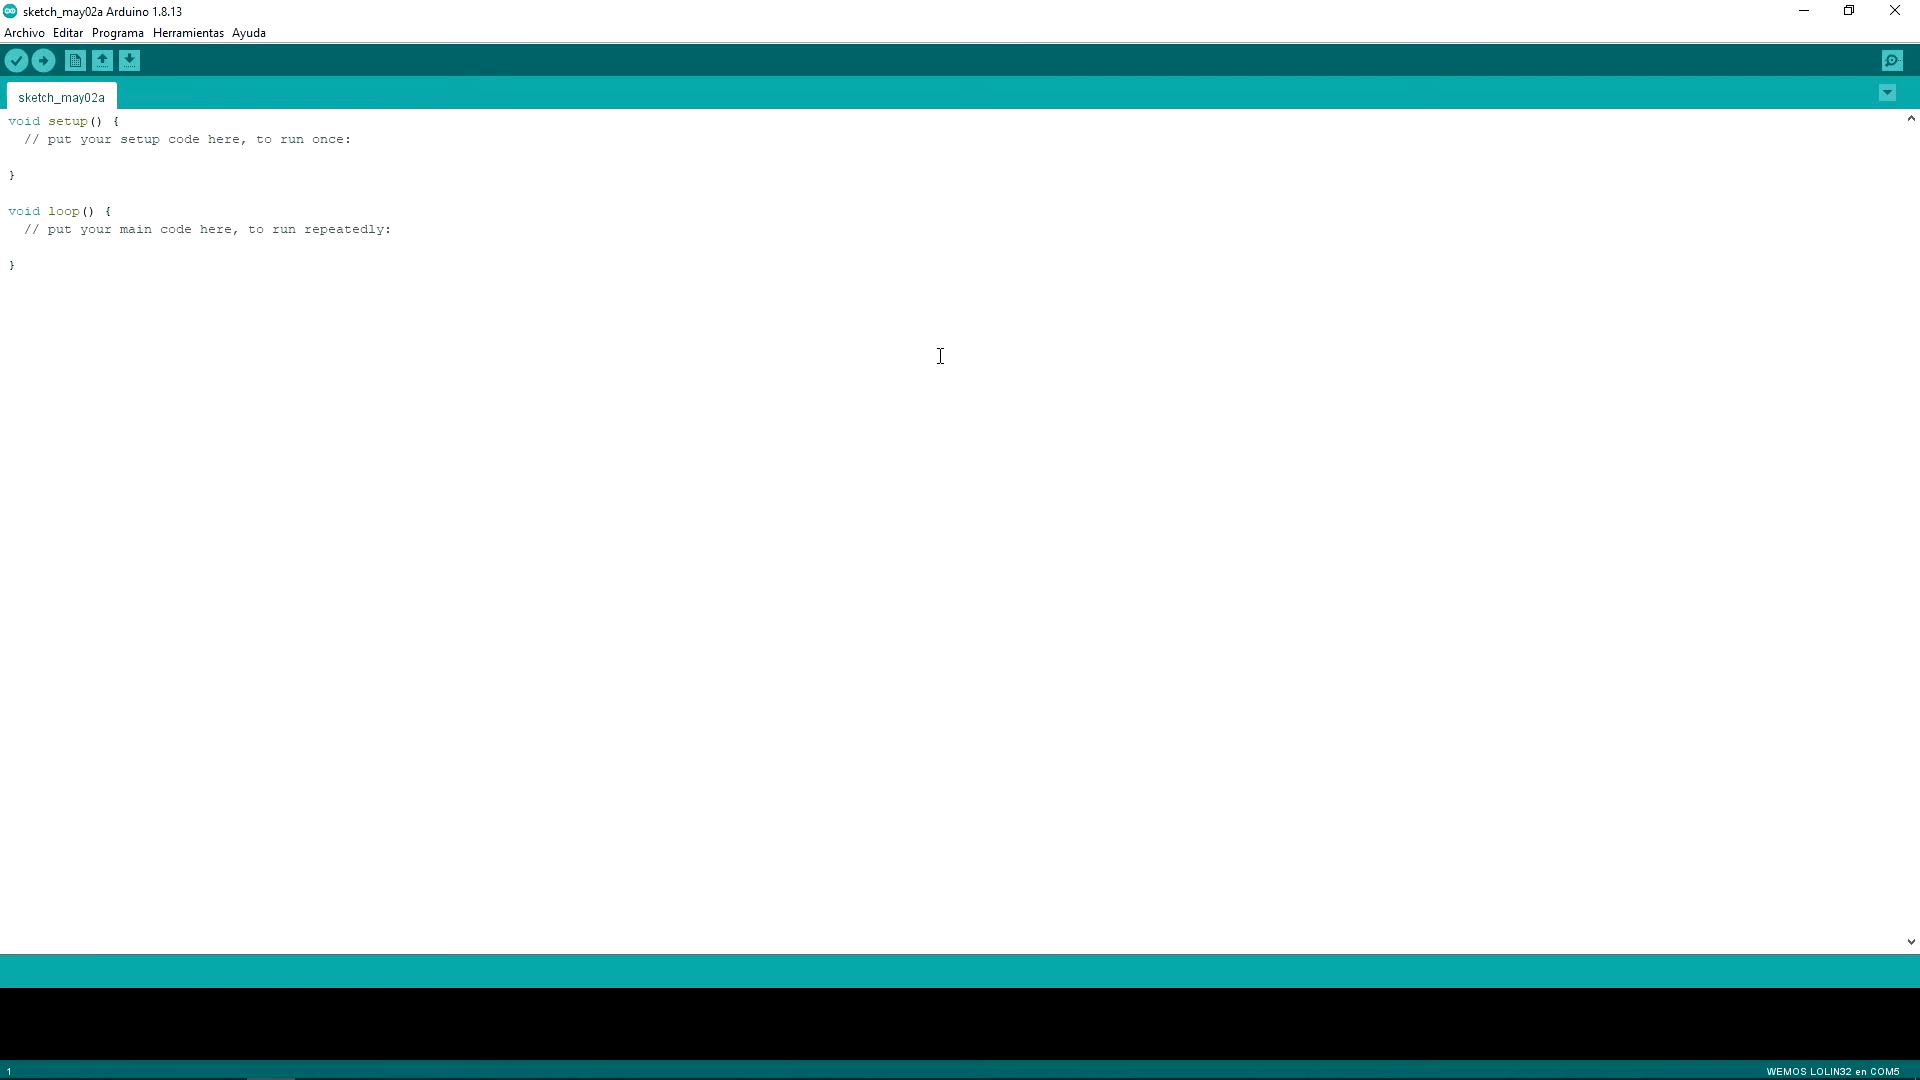 sketch_may02a Arduino 1.8.13
Archivo Editar Programa Herramientas Ayuda
sketch_may02a
void setup() {
  // put your setup code here, to run once:
}
void loop() {
  // put your main code here, to run repeatedly:
}
1
WEMOS LOLIN32 en COM5